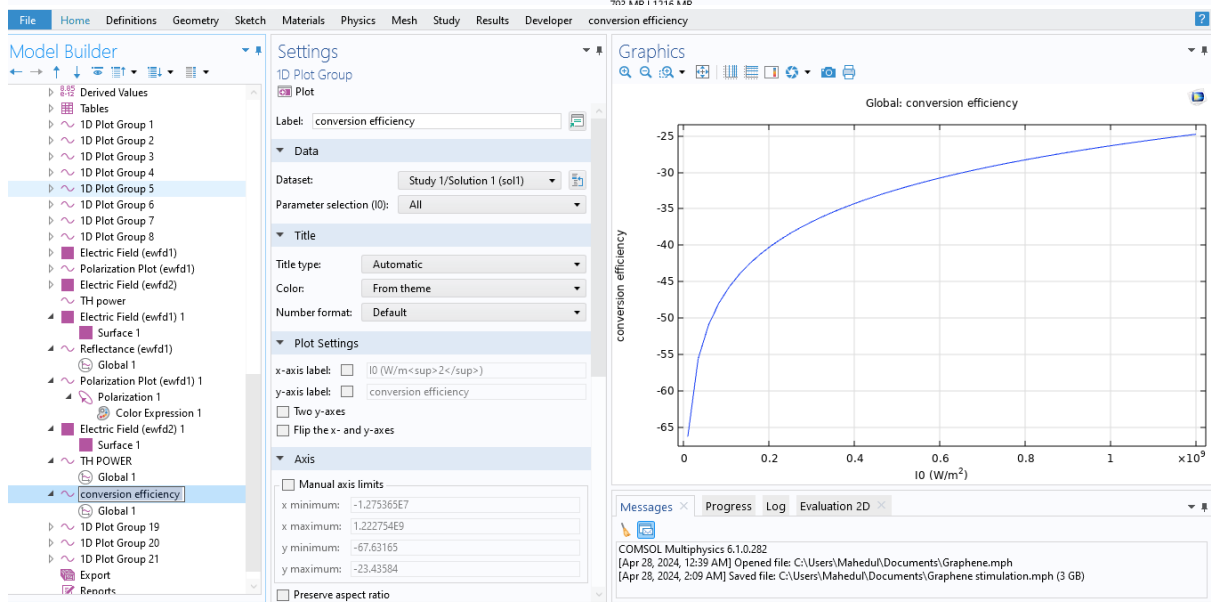 793 MB | 1216 MB
File Home Definitions Geometry Sketch Materials Physics Mesh Study Results Developer conversion efficiency ?
Model Builder
8.85
e-12 Derived Values
Tables
1D Plot Group 1
1D Plot Group 2
1D Plot Group 3
1D Plot Group 4
1D Plot Group 5
1D Plot Group 6
1D Plot Group 7
1D Plot Group 8
Electric Field (ewfd1)
Polarization Plot (ewfd1)
Electric Field (ewfd2)
TH power
Electric Field (ewfd1) 1
Surface 1
Reflectance (ewfd1)
Global 1
Polarization Plot (ewfd1) 1
Polarization 1
Color Expression 1
Electric Field (ewfd2) 1
Surface 1
TH POWER
Global 1
conversion efficiency
Global 1
1D Plot Group 19
1D Plot Group 20
1D Plot Group 21
Export
Reports
Settings
1D Plot Group
Plot
Label: conversion efficiency
Data
Dataset: Study 1/Solution 1 (sol1)
Parameter selection (I0): All
Title
Title type: Automatic
Color: From theme
Number format: Default
Plot Settings
x-axis label: I0 (W/m<sup>2</sup>)
y-axis label: conversion efficiency
Two y-axes
Flip the x- and y-axes
Axis
Manual axis limits
x minimum: -1.275365E7
x maximum: 1.222754E9
y minimum: -67.63165
y maximum: -23.43584
Preserve aspect ratio
Graphics
Global: conversion efficiency
-25
-30
-35
-40
-45
-50
-55
-60
-65
conversion efficiency
0 0.2 0.4 0.6 0.8 1 ×10⁹
I0 (W/m²)
Messages Progress Log Evaluation 2D
COMSOL Multiphysics 6.1.0.282
[Apr 28, 2024, 12:39 AM] Opened file: C:\Users\Mahedul\Documents\Graphene.mph
[Apr 28, 2024, 2:09 AM] Saved file: C:\Users\Mahedul\Documents\Graphene stimulation.mph (3 GB)